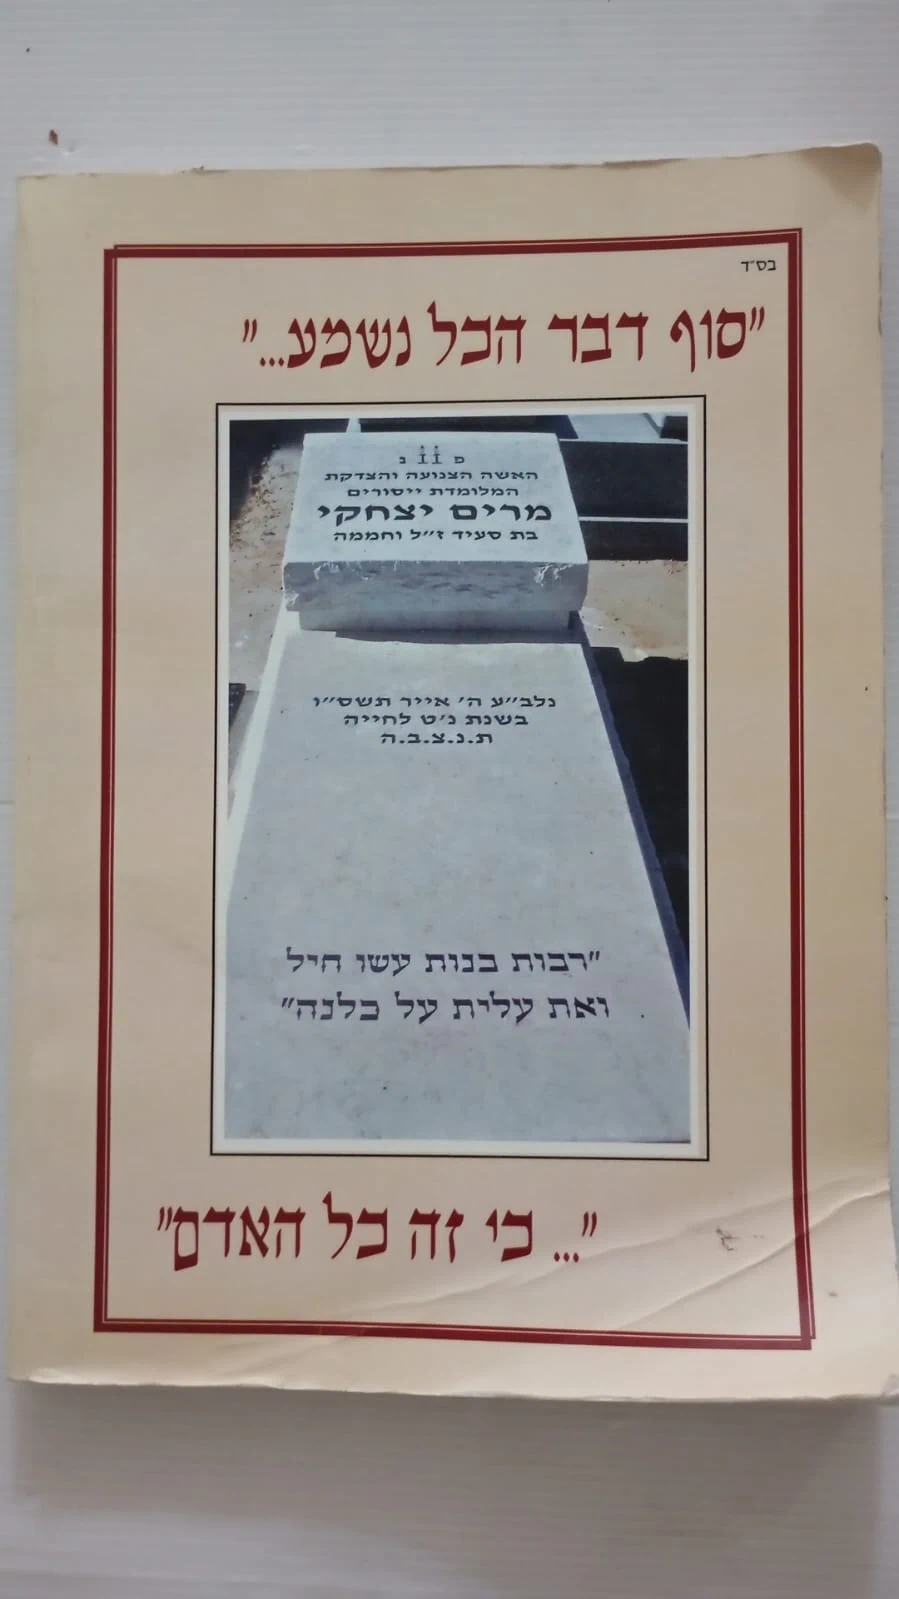 בס״ד
"סוף דבר הכל נשמע..."
פ נ
האשה הצנועה והצדקת
המלומדת ייסורים
מרים יצחקי
בת סעיד ז״ל וחממה
נלב״ע ה׳ אייר תשס״ו
בשנת נ׳ט לחייה
ת.נ.צ.ב.ה
"רבות בנות עשו חיל
ואת עלית על כלנה"
"... כי זה כל האדם"